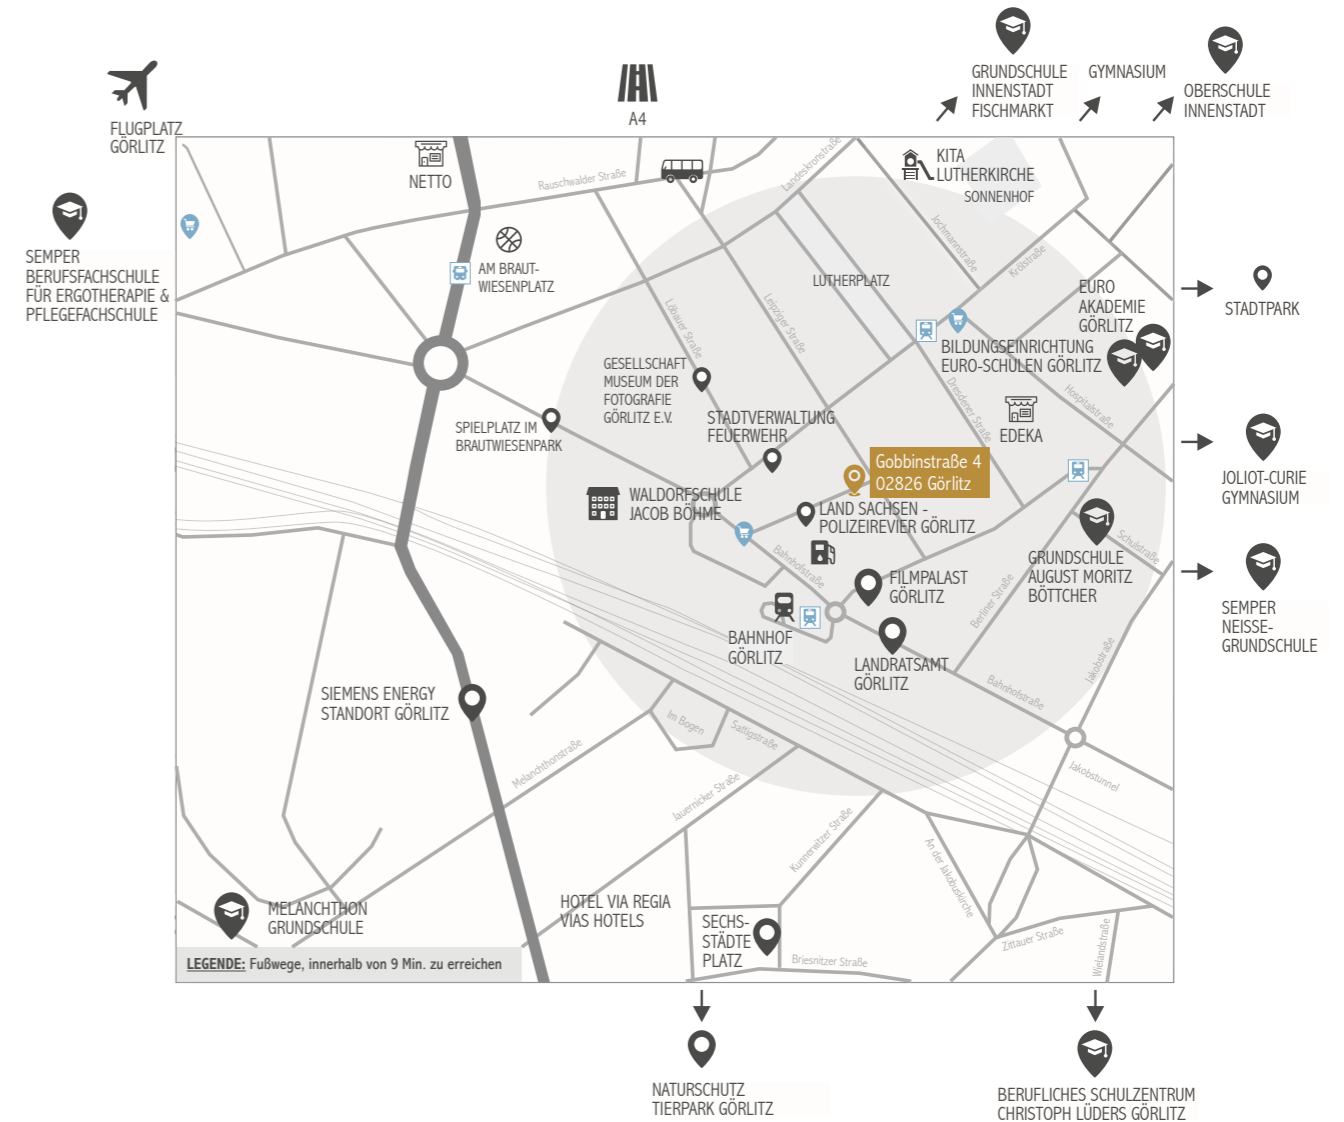 GRUNDSCHULE
INNENSTADT
FISCHMARKT
GYMNASIUM
OBERSCHULE
INNENSTADT
FLUGPLATZ
GÖRLITZ
A4
NETTO
Rauschwalder Straße
Landeskronstraße
KITA
LUTHERKIRCHE
SONNENHOF
Jochmannstraße
Krölstraße
SEMPER
BERUFSFACHSCHULE
FÜR ERGOTHERAPIE &
PFLEGEFACHSCHULE
AM BRAUT-
WIESENPLATZ
LUTHERPLATZ
EURO
AKADEMIE
GÖRLITZ
STADTPARK
Löbauer Straße
Leipziger Straße
BILDUNGSEINRICHTUNG
EURO-SCHULEN GÖRLITZ
GESELLSCHAFT
MUSEUM DER
FOTOGRAFIE
GÖRLITZ E.V.
Dresdener Straße
Hospitalstraße
STADTVERWALTUNG
FEUERWEHR
SPIELPLATZ IM
BRAUTWIESENPARK
EDEKA
Gobbinstraße 4
02826 Görlitz
JOLIOT-CURIE
GYMNASIUM
WALDORFSCHULE
JACOB BÖHME
LAND SACHSEN -
POLIZEIREVIER GÖRLITZ
Bahnhofstraße
Schulstraße
GRUNDSCHULE
AUGUST MORITZ
BÖTTCHER
FILMPALAST
GÖRLITZ
Berliner Straße
SEMPER
NEISSE-
GRUNDSCHULE
BAHNHOF
GÖRLITZ
LANDRATSAMT
GÖRLITZ
Jakobstraße
Bahnhofstraße
SIEMENS ENERGY
STANDORT GÖRLITZ
Im Bogen
Sattigstraße
Melanchthonstraße
Jakobstunnel
Jauernicker Straße
Kunnerwitzer Straße
An der Jakobuskirche
MELANCHTHON
GRUNDSCHULE
HOTEL VIA REGIA
VIAS HOTELS
SECHS-
STÄDTE
PLATZ
Zittauer Straße
Wielandstraße
Briesnitzer Straße
LEGENDE: Fußwege, innerhalb von 9 Min. zu erreichen
NATURSCHUTZ
TIERPARK GÖRLITZ
BERUFLICHES SCHULZENTRUM
CHRISTOPH LÜDERS GÖRLITZ